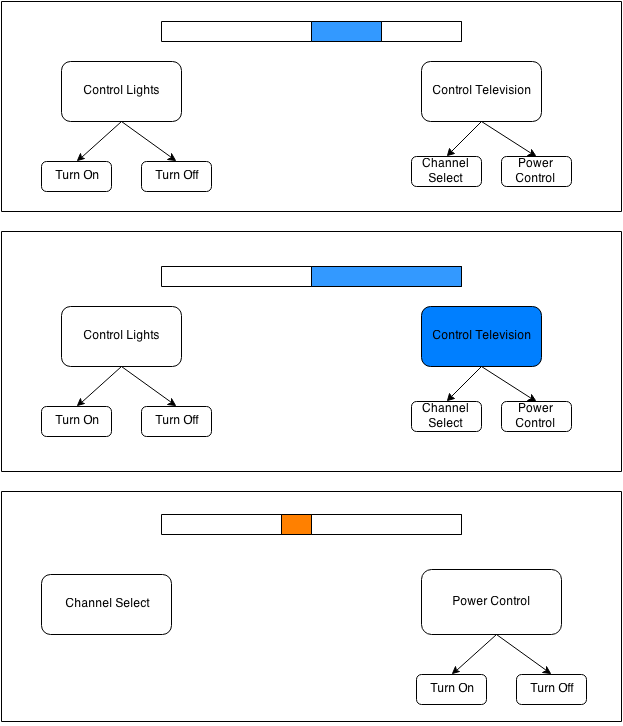 Control Lights
Control Television
Turn On
Turn Off
Channel
Select
Power
Control
Control Lights
Control Television
Turn On
Turn Off
Channel
Select
Power
Control
Channel Select
Power Control
Turn On
Turn Off